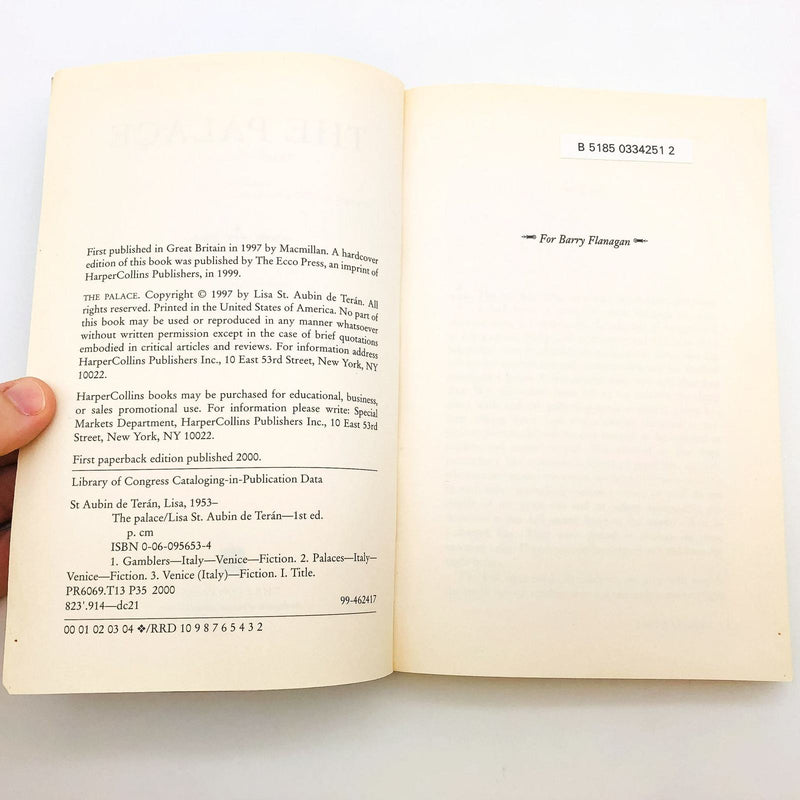 First published in Great Britain in 1997 by Macmillan. A hardcover
edition of this book was published by The Ecco Press, an imprint of
HarperCollins Publishers, in 1999.
THE PALACE. Copyright © 1997 by Lisa St. Aubin de Terán. All
rights reserved. Printed in the United States of America. No part of
this book may be used or reproduced in any manner whatsoever
without written permission except in the case of brief quotations
embodied in critical articles and reviews. For information address
HarperCollins Publishers Inc., 10 East 53rd Street, New York, NY
10022.
HarperCollins books may be purchased for educational, business,
or sales promotional use. For information please write: Special
Markets Department, HarperCollins Publishers Inc., 10 East 53rd
Street, New York, NY 10022.
First paperback edition published 2000.
Library of Congress Cataloging-in-Publication Data
St Aubin de Terán, Lisa, 1953–
The palace/Lisa St. Aubin de Terán—1st ed.
p. cm
ISBN 0-06-095653-4
1. Gamblers—Italy—Venice—Fiction. 2. Palaces—Italy—
Venice—Fiction. 3. Venice (Italy)—Fiction. I. Title.
PR6069.T13 P35 2000
823'.914—dc21
99-462417
00 01 02 03 04 ❖/RRD 10 9 8 7 6 5 4 3 2
B 5185 0334251 2
For Barry Flanagan